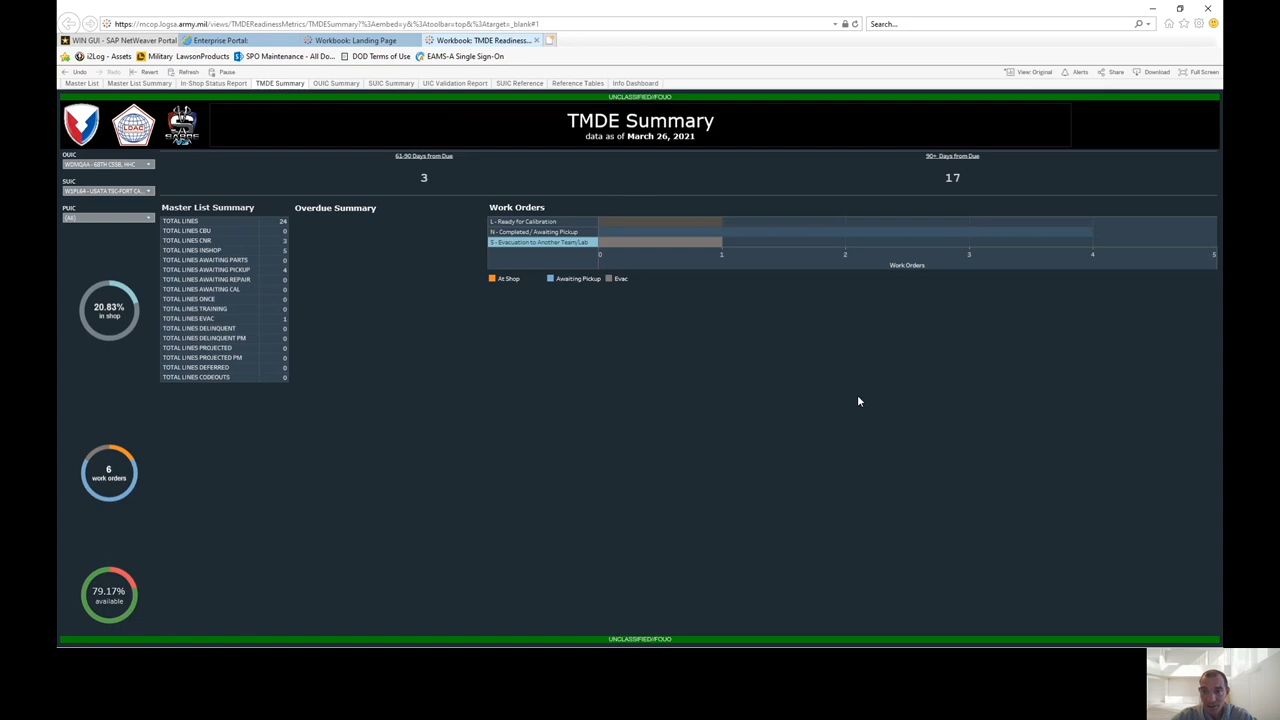 https://mcop.logsa.army.mil/views/TMDEReadinessMetrics/TMDESummary?%3Aembed=y&%3Atoolbar=top&%3Atarget=_blank#1
Search...
WIN GUI - SAP NetWeaver Portal
Enterprise Portal:
Workbook: Landing Page
Workbook: TMDE Readiness...
i2Log - Assets
Military
LawsonProducts
SPO Maintenance - All Do...
DOD Terms of Use
EAMS-A Single Sign-On
Undo
Redo
Revert
Refresh
Pause
View: Original
Alerts
Share
Download
Full Screen
Master List
Master List Summary
In-Shop Status Report
TMDE Summary
OUIC Summary
SUIC Summary
UIC Validation Report
SUIC Reference
Reference Tables
Info Dashboard
UNCLASSIFIED//FOUO
LDAC
TMDE Summary
data as of March 26, 2021
OUIC
WDMQAA - 68TH CSSB, HHC
61-90 Days from Due
90+ Days from Due
3
17
SUIC
W1FL64 - USATA TSC-FORT CA...
PUIC
(All)
Master List Summary
TOTAL LINES 24
TOTAL LINES CBU 0
TOTAL LINES CNR 3
TOTAL LINES INSHOP 5
TOTAL LINES AWAITING PARTS 0
TOTAL LINES AWAITING PICKUP 4
TOTAL LINES AWAITING REPAIR 0
TOTAL LINES AWAITING CAL 0
TOTAL LINES ONCE 0
TOTAL LINES TRAINING 0
TOTAL LINES EVAC 1
TOTAL LINES DELINQUENT 0
TOTAL LINES DELINQUENT PM 0
TOTAL LINES PROJECTED 0
TOTAL LINES PROJECTED PM 0
TOTAL LINES DEFERRED 0
TOTAL LINES CODEOUTS 0
Overdue Summary
Work Orders
L - Ready for Calibration
N - Completed / Awaiting Pickup
S - Evacuation to Another Team/Lab
0 1 2 3 4 5
Work Orders
At Shop
Awaiting Pickup
Evac
20.83%
in shop
6
work orders
79.17%
available
UNCLASSIFIED//FOUO